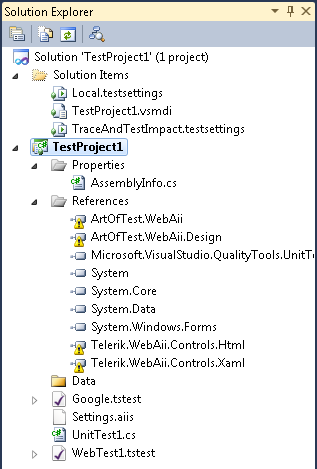 Solution Explorer
Solution 'TestProject1' (1 project)
Solution Items
Local.testsettings
TestProject1.vsmdi
TraceAndTestImpact.testsettings
TestProject1
Properties
AssemblyInfo.cs
References
ArtOfTest.WebAii
ArtOfTest.WebAii.Design
Microsoft.VisualStudio.QualityTools.UnitTe
System
System.Core
System.Data
System.Windows.Forms
Telerik.WebAii.Controls.Html
Telerik.WebAii.Controls.Xaml
Data
Google.tstest
Settings.aiis
UnitTest1.cs
WebTest1.tstest